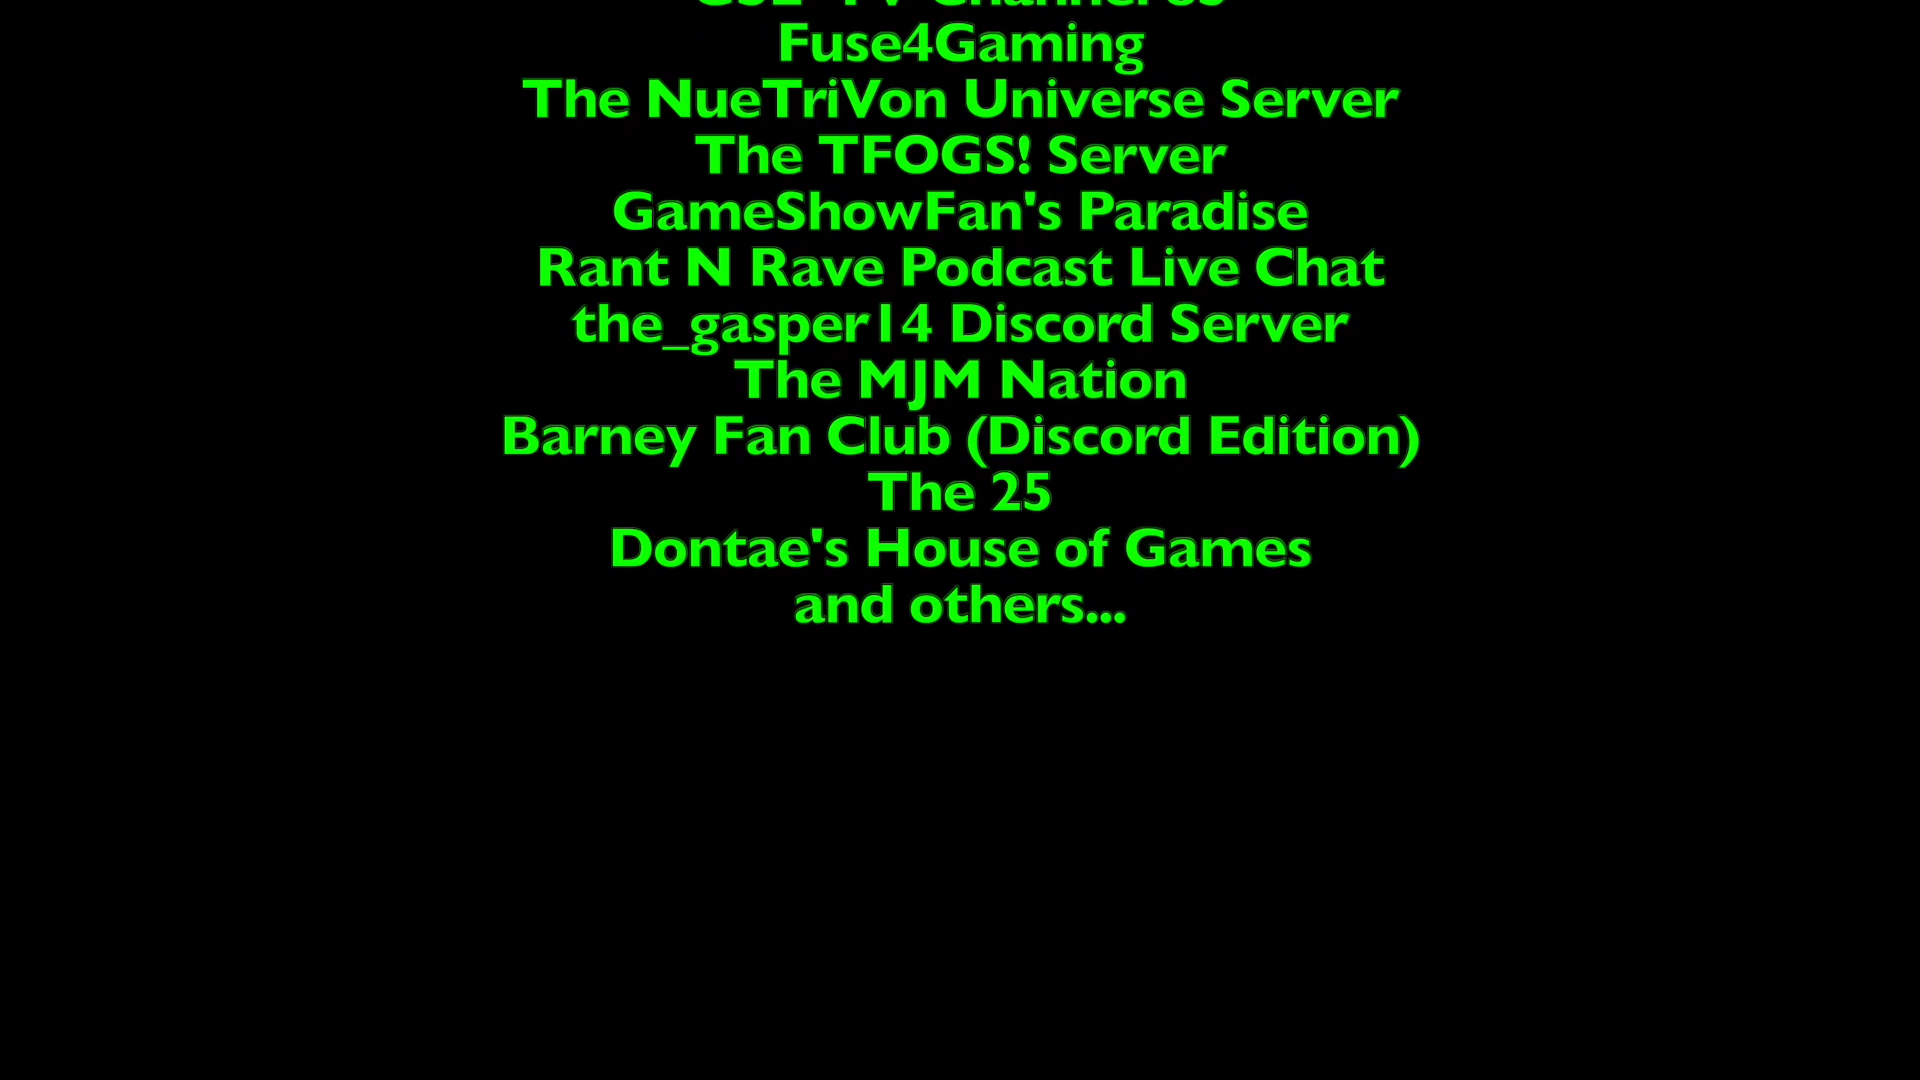 Channel
Fuse4Gaming
The NueTriVon Universe Server
The TFOGS! Server
GameShowFan's Paradise
Rant N Rave Podcast Live Chat
the_gasper14 Discord Server
The MJM Nation
Barney Fan Club (Discord Edition)
The 25
Dontae's House of Games
and others...